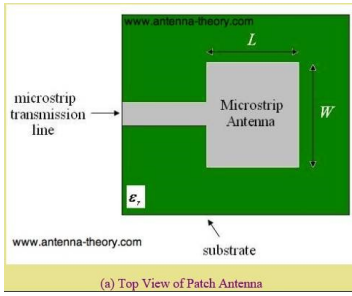 www.antenna-theory.com
L
microstrip
transmission
line
Microstrip
Antenna
W
εr
www.antenna-theory.com
substrate
(a) Top View of Patch Antenna